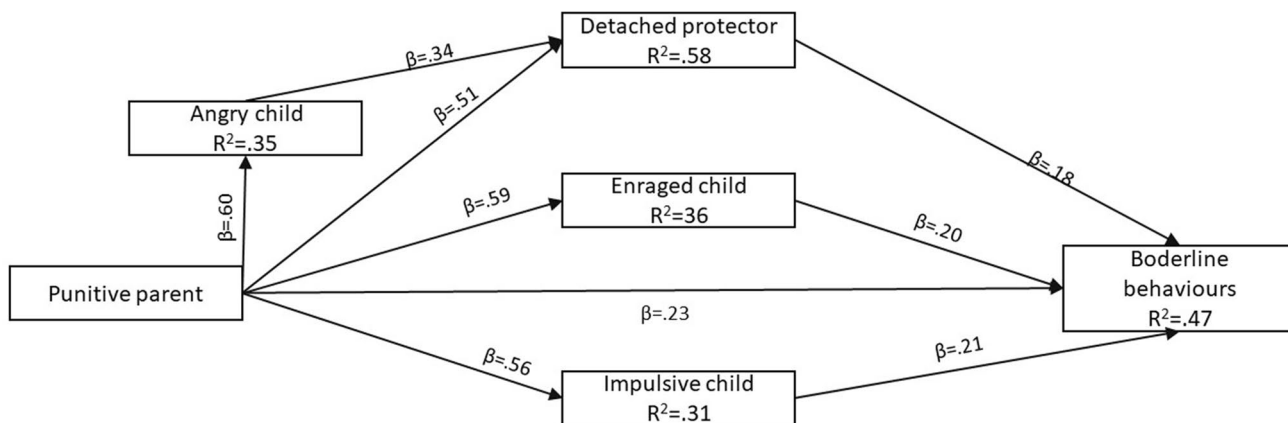 Detached protector
R²=.58
β=.34
β=.51
Angry child
R²=.35
β=.60
Enraged child
R²=36
β=.59
β=.18
β=.20
Punitive parent
β=.23
Boderline
behaviours
R²=.47
β=.56
Impulsive child
R²=.31
β=.21